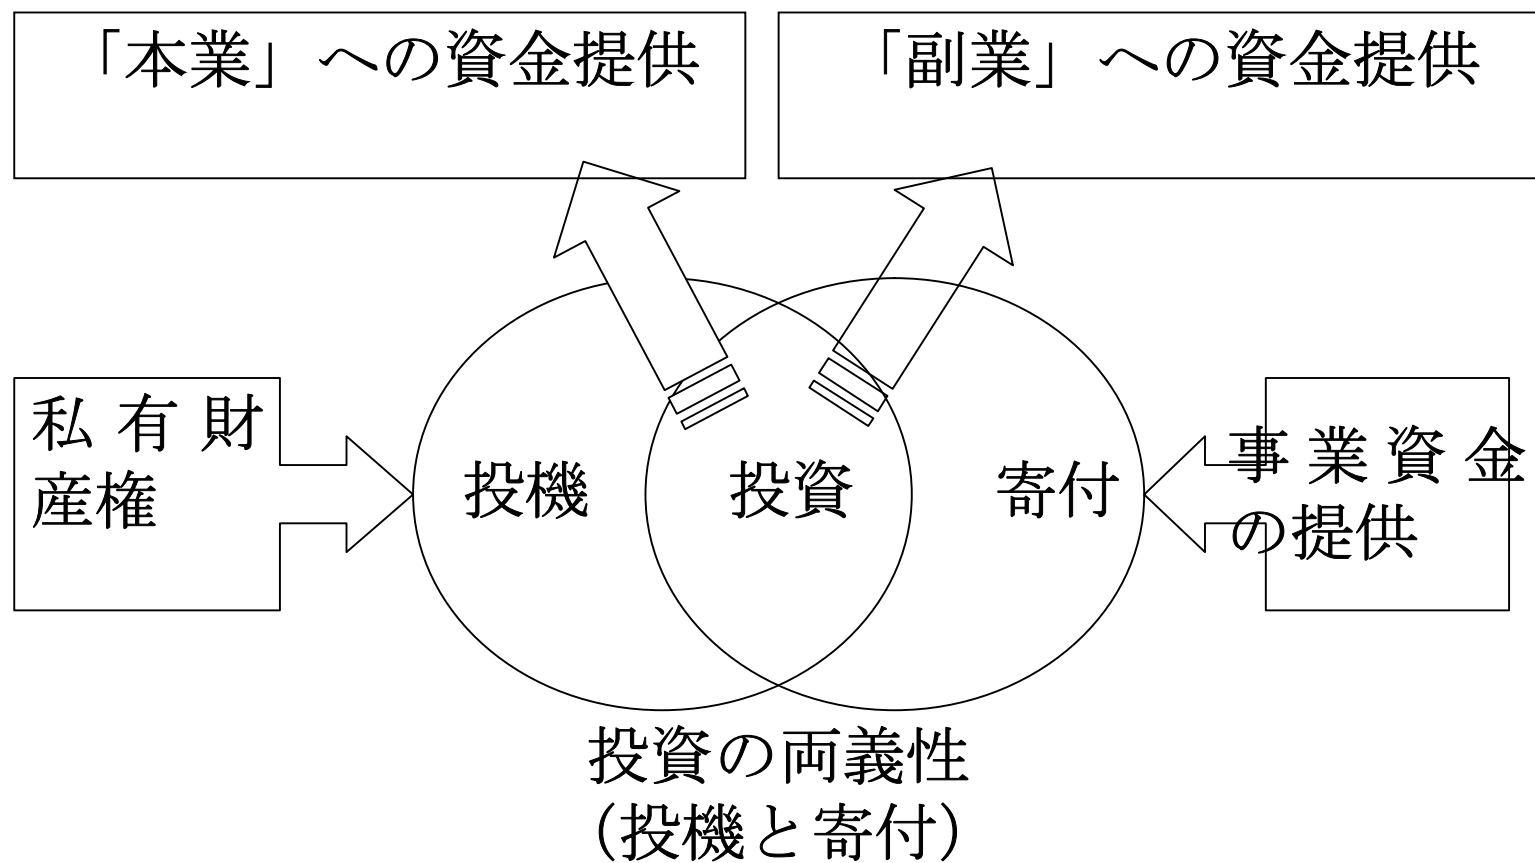 「本業」への資金提供
「副業」への資金提供
私有財
産権
投機
投資
寄付
事業資金
の提供
投資の両義性
(投機と寄付)